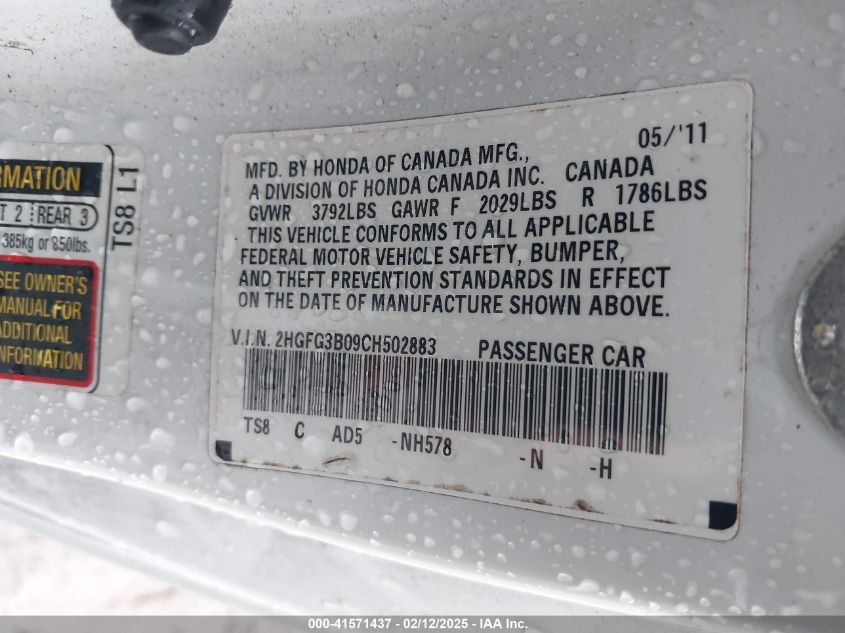 RMATION
T 2 REAR 3
385kg or 850lbs.
SEE OWNER'S
MANUAL FOR
ADDITIONAL
INFORMATION
TS8 L1
05/'11
MFD. BY HONDA OF CANADA MFG.,
A DIVISION OF HONDA CANADA INC. CANADA
GVWR 3792LBS GAWR F 2029LBS R 1786LBS
THIS VEHICLE CONFORMS TO ALL APPLICABLE
FEDERAL MOTOR VEHICLE SAFETY, BUMPER,
AND THEFT PREVENTION STANDARDS IN EFFECT
ON THE DATE OF MANUFACTURE SHOWN ABOVE.
V.I.N. 2HGFG3B09CH502883 PASSENGER CAR
TS8 C AD5 -NH578 -N -H
000-41571437 - 02/12/2025 - IAA Inc.